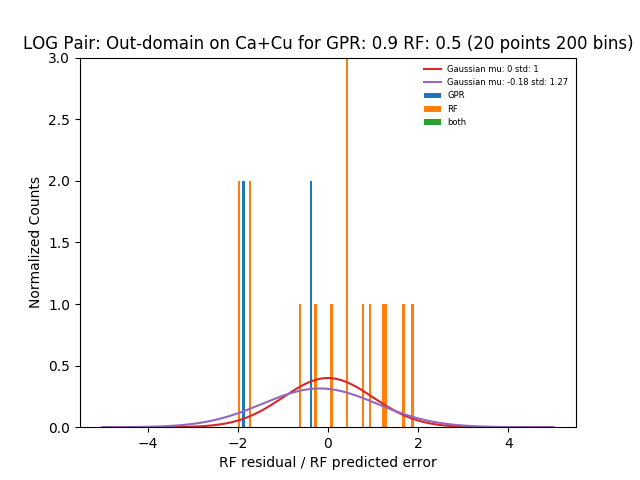 LOG Pair: Out-domain on Ca+Cu for GPR: 0.9 RF: 0.5 (20 points 200 bins)
Gaussian mu: 0 std: 1
Gaussian mu: -0.18 std: 1.27
GPR
RF
both
Normalized Counts
3.0
2.5
2.0
1.5
1.0
0.5
0.0
−4 −2 0 2 4
RF residual / RF predicted error